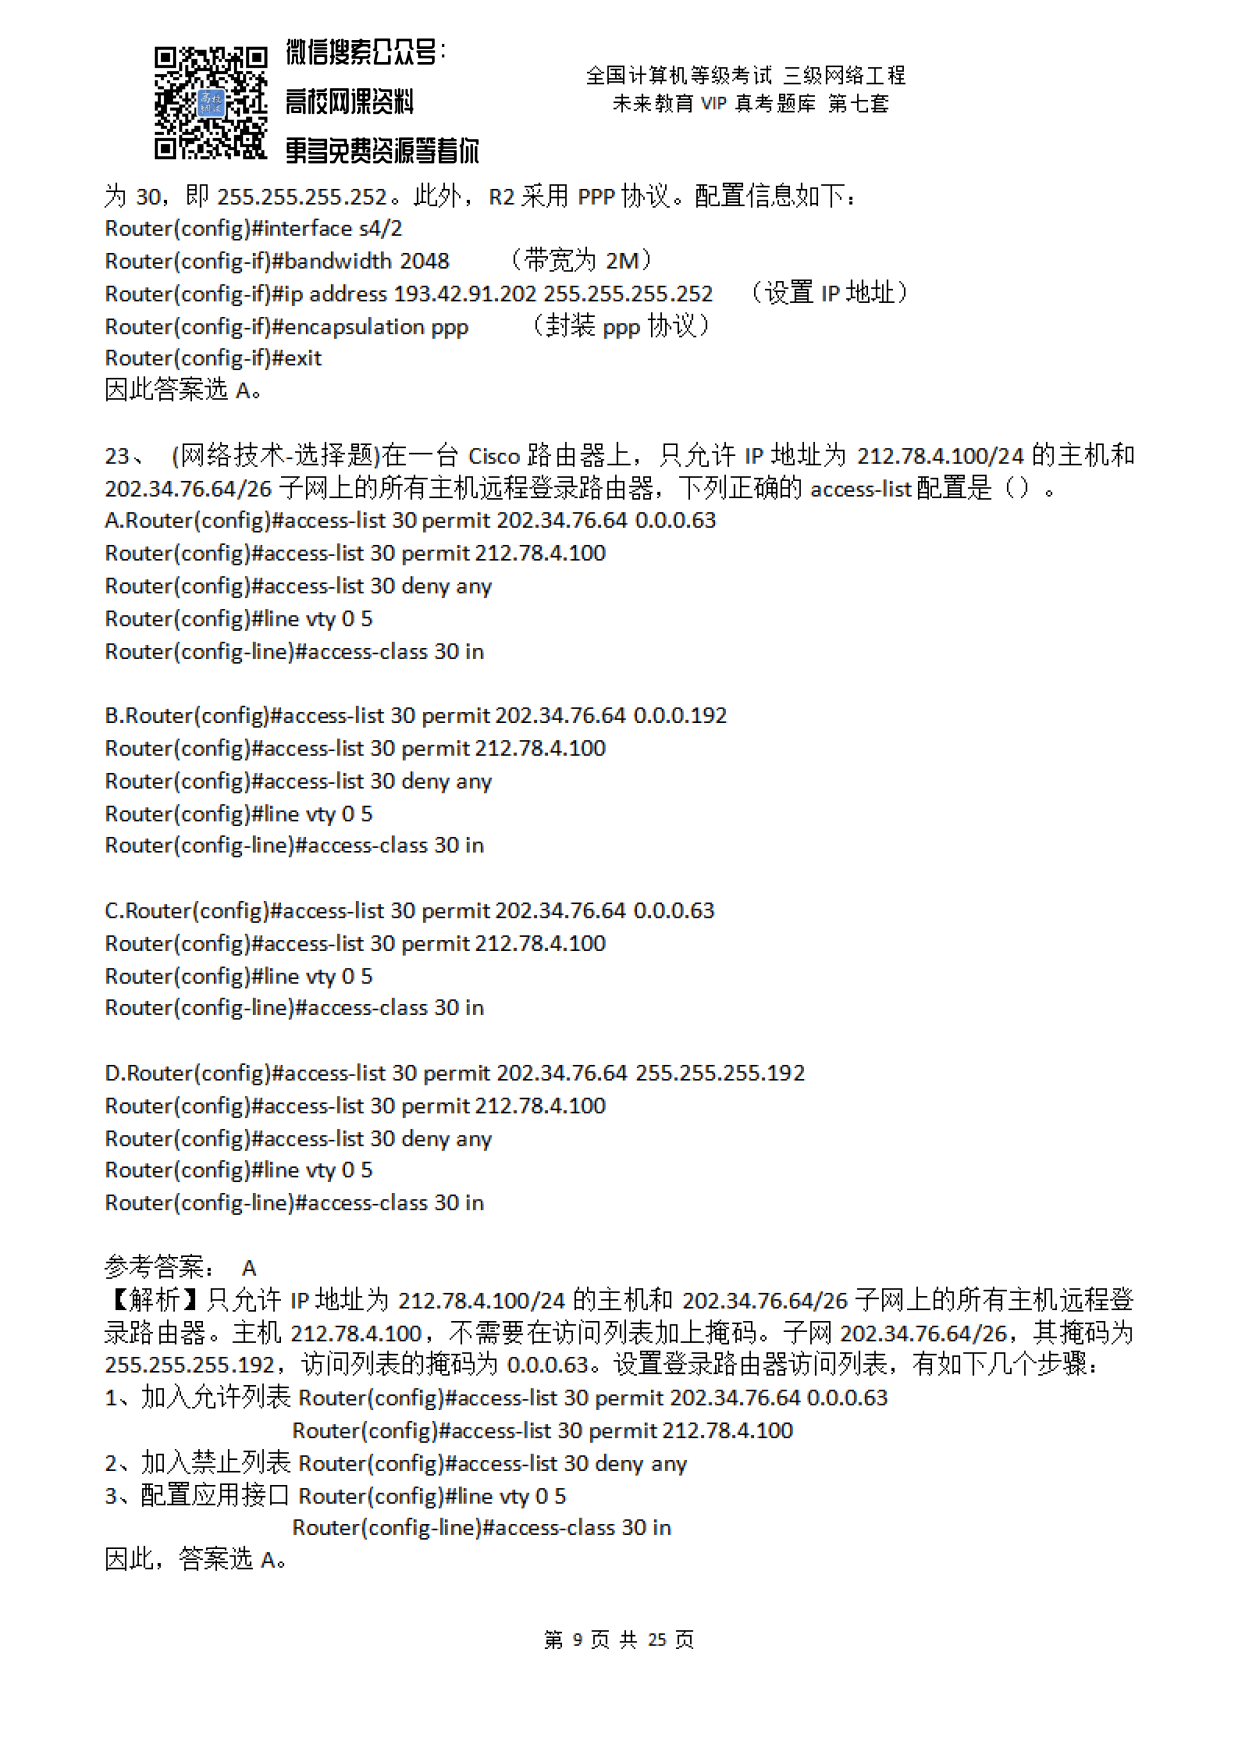 微信搜索公众号：
高校网课资料
更多免费资源等着你
全国计算机等级考试 三级网络工程
未来教育 VIP 真考题库 第七套
为 30，即 255.255.255.252。此外，R2 采用 PPP 协议。配置信息如下：
Router(config)#interface s4/2
Router(config-if)#bandwidth 2048 （带宽为 2M）
Router(config-if)#ip address 193.42.91.202 255.255.255.252 （设置 IP 地址）
Router(config-if)#encapsulation ppp （封装 ppp 协议）
Router(config-if)#exit
因此答案选 A。
23、 (网络技术-选择题)在一台 Cisco 路由器上，只允许 IP 地址为 212.78.4.100/24 的主机和
202.34.76.64/26 子网上的所有主机远程登录路由器，下列正确的 access-list 配置是（）。
A.Router(config)#access-list 30 permit 202.34.76.64 0.0.0.63
Router(config)#access-list 30 permit 212.78.4.100
Router(config)#access-list 30 deny any
Router(config)#line vty 0 5
Router(config-line)#access-class 30 in
B.Router(config)#access-list 30 permit 202.34.76.64 0.0.0.192
Router(config)#access-list 30 permit 212.78.4.100
Router(config)#access-list 30 deny any
Router(config)#line vty 0 5
Router(config-line)#access-class 30 in
C.Router(config)#access-list 30 permit 202.34.76.64 0.0.0.63
Router(config)#access-list 30 permit 212.78.4.100
Router(config)#line vty 0 5
Router(config-line)#access-class 30 in
D.Router(config)#access-list 30 permit 202.34.76.64 255.255.255.192
Router(config)#access-list 30 permit 212.78.4.100
Router(config)#access-list 30 deny any
Router(config)#line vty 0 5
Router(config-line)#access-class 30 in
参考答案： A
【解析】只允许 IP 地址为 212.78.4.100/24 的主机和 202.34.76.64/26 子网上的所有主机远程登
录路由器。主机 212.78.4.100，不需要在访问列表加上掩码。子网 202.34.76.64/26，其掩码为
255.255.255.192，访问列表的掩码为 0.0.0.63。设置登录路由器访问列表，有如下几个步骤：
1、加入允许列表 Router(config)#access-list 30 permit 202.34.76.64 0.0.0.63
Router(config)#access-list 30 permit 212.78.4.100
2、加入禁止列表 Router(config)#access-list 30 deny any
3、配置应用接口 Router(config)#line vty 0 5
Router(config-line)#access-class 30 in
因此，答案选 A。
第 9 页 共 25 页